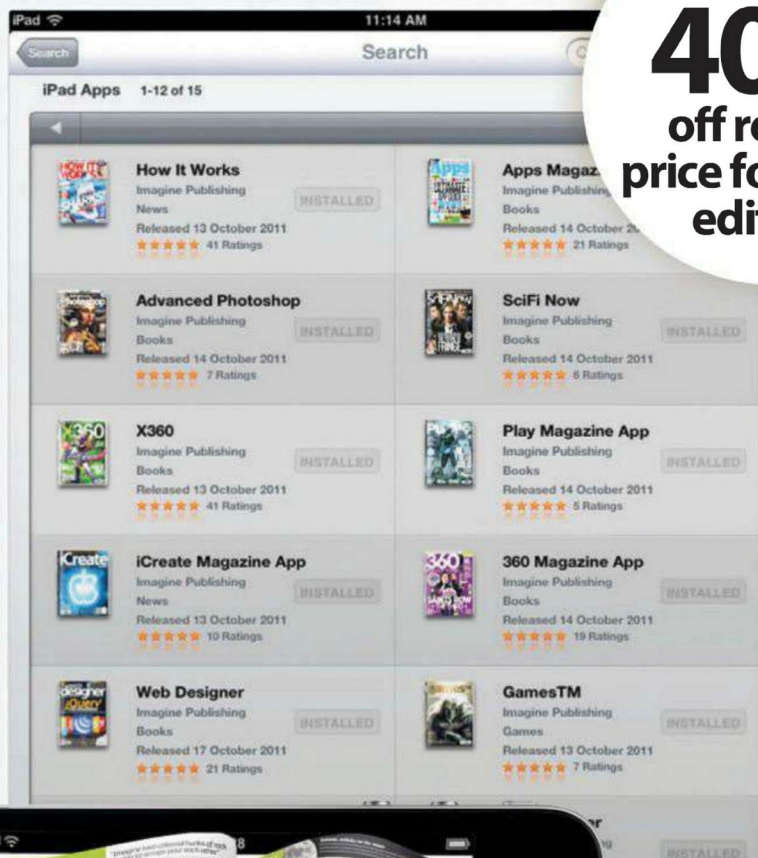 iPad
11:14 AM
Search
Search
iPad Apps 1-12 of 15
40
off
price
How It Works
Imagine Publishing
News
INSTALLED
Released 13 October 2011
41 Ratings
Apps
Imagine Publishing
Books
Released 14 October
21 Ratings
Advanced Photoshop
Imagine Publishing
Books
INSTALLED
Released 14 October 2011
7 Ratings
SciFi Now
Imagine Publishing
Books
INSTALLED
Released 14 October 2011
6 Ratings
X360
Imagine Publishing
Books
INSTALLED
Released 13 October 2011
41 Ratings
Play Magazine App
Imagine Publishing
Books
INSTALLED
Released 14 October 2011
5 Ratings
iCreate Magazine App
Imagine Publishing
News
INSTALLED
Released 13 October 2011
10 Ratings
360 Magazine App
Imagine Publishing
Books
INSTALLED
Released 14 October 2011
19 Ratings
Web Designer
Imagine Publishing
Books
INSTALLED
Released 17 October 2011
21 Ratings
GamesTM
Imagine Publishing
Games
INSTALLED
Released 13 October 2011
7 Ratings
INSTALLED